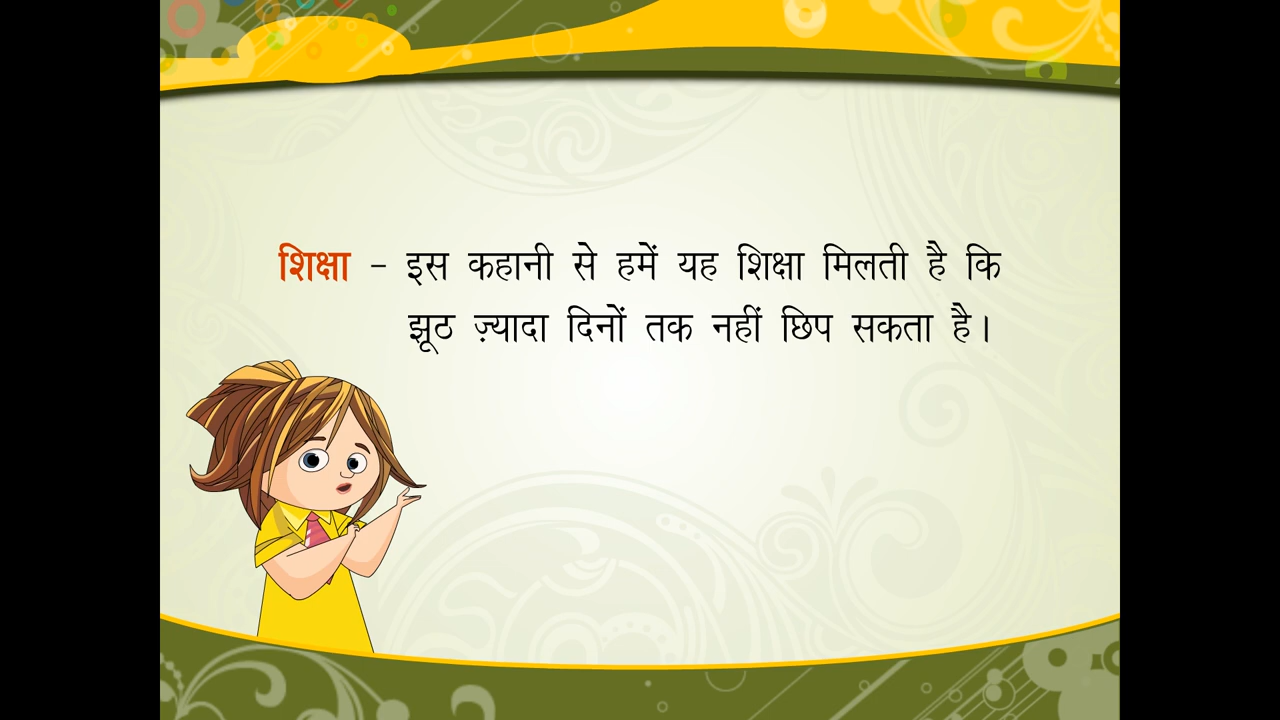 शिक्षा – इस कहानी से हमें यह शिक्षा मिलती है कि
झूठ ज़्यादा दिनों तक नहीं छिप सकता है।